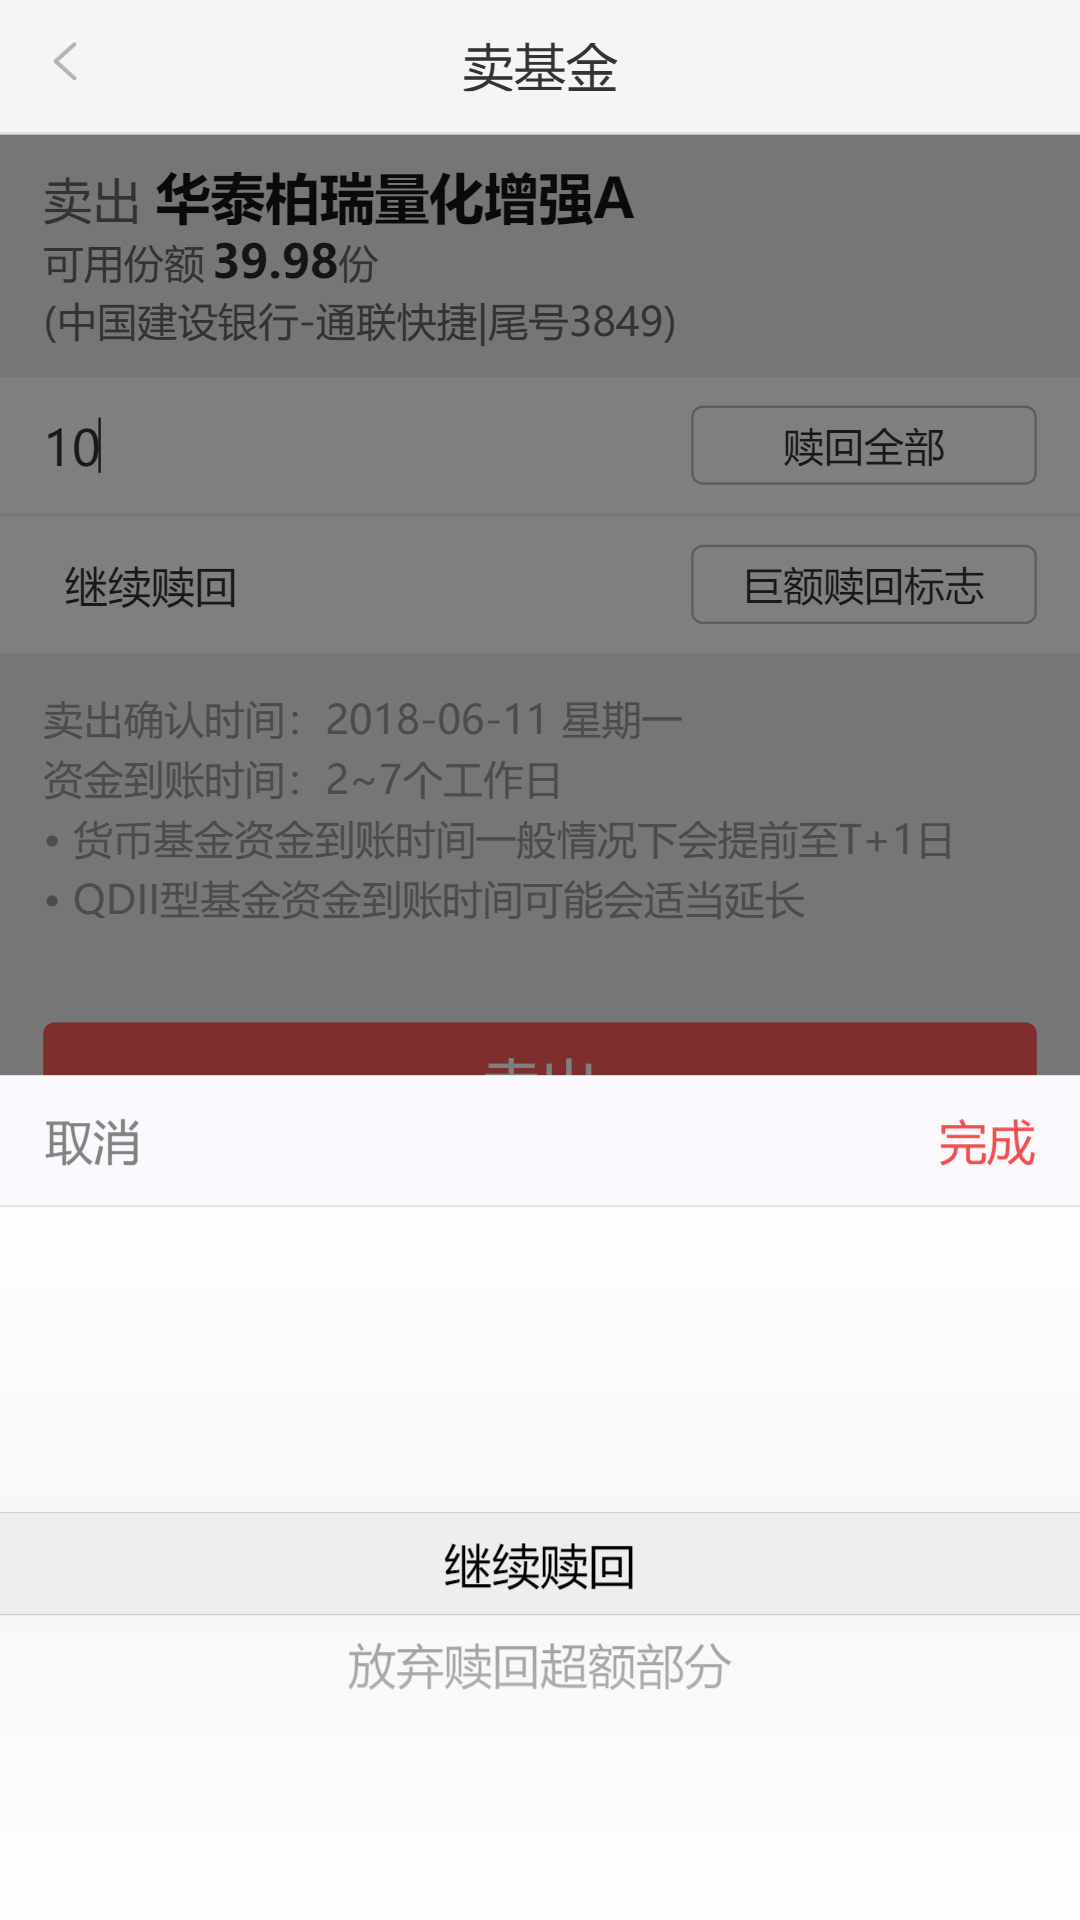 卖基金
卖出 华泰柏瑞量化增强A
可用份额 39.98份
(中国建设银行-通联快捷|尾号3849)
10
赎回全部
继续赎回
巨额赎回标志
卖出确认时间：2018-06-11 星期一
资金到账时间：2~7个工作日
• 货币基金资金到账时间一般情况下会提前至T+1日
• QDII型基金资金到账时间可能会适当延长
卖出
取消
完成
继续赎回
放弃赎回超额部分